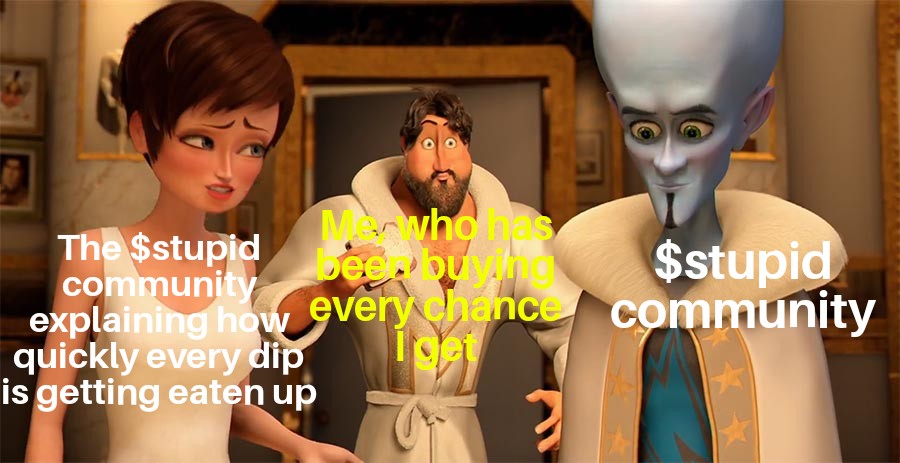 The $stupid
community
explaining how
quickly every dip
is getting eaten up
Me, who has
been buying
every chance
I get
$stupid
community